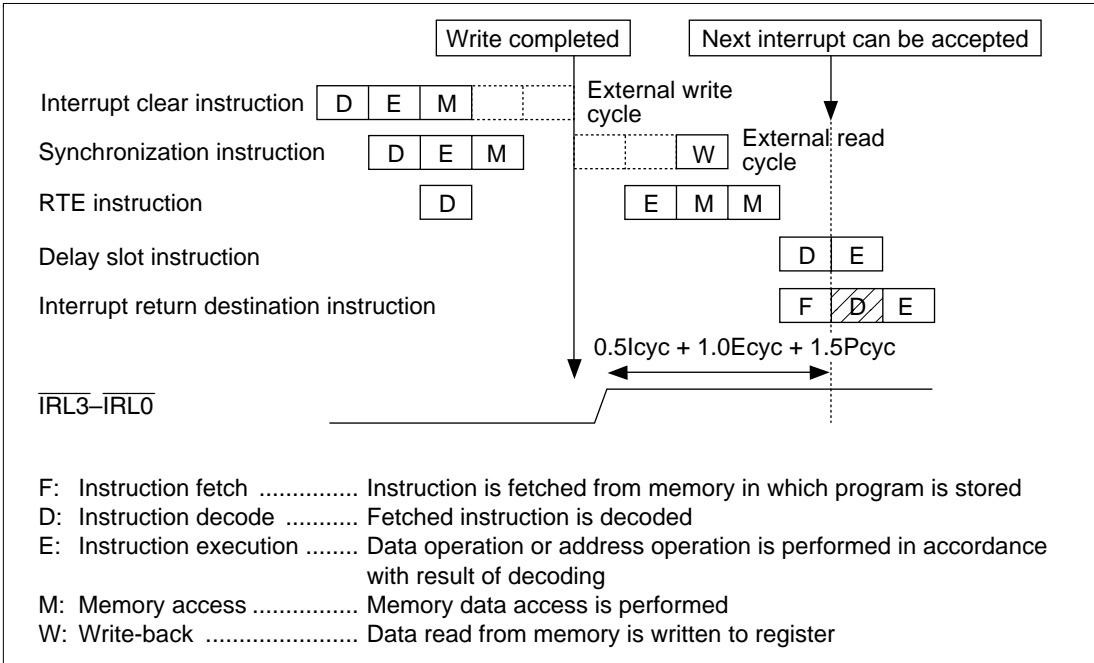 Write completed
Next interrupt can be accepted
Interrupt clear instruction D E M External write cycle
Synchronization instruction D E M W External read cycle
RTE instruction D E M M
Delay slot instruction D E
Interrupt return destination instruction F D E
0.5Icyc + 1.0Ecyc + 1.5Pcyc
IRL3–IRL0
F: Instruction fetch ............... Instruction is fetched from memory in which program is stored
D: Instruction decode ........... Fetched instruction is decoded
E: Instruction execution ........ Data operation or address operation is performed in accordance
with result of decoding
M: Memory access ................. Memory data access is performed
W: Write-back ...................... Data read from memory is written to register